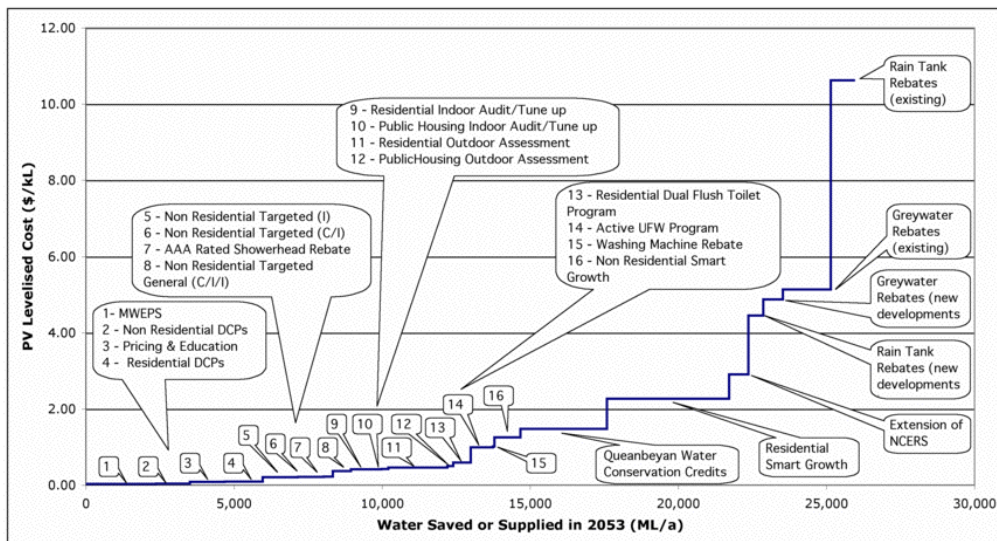 12.00
10.00
8.00
6.00
4.00
2.00
0.00
PV Levelised Cost ($/kL)
0
5,000
10,000
15,000
20,000
25,000
30,000
Water Saved or Supplied in 2053 (ML/a)
1- MWEPS
2 - Non Residential DCPs
3 - Pricing & Education
4 - Residential DCPs
5 - Non Residential Targeted (I)
6 - Non Residential Targeted (C/I)
7 - AAA Rated Showerhead Rebate
8 - Non Residential Targeted
General (C/I/I)
9 - Residential Indoor Audit/Tune up
10 - Public Housing Indoor Audit/Tune up
11 - Residential Outdoor Assessment
12 - PublicHousing Outdoor Assessment
13 - Residential Dual Flush Toilet
Program
14 - Active UFW Program
15 - Washing Machine Rebate
16 - Non Residential Smart
Growth
1
2
3
4
5
6
7
8
9
10
11
12
13
14
15
16
Queanbeyan Water
Conservation Credits
Residential
Smart Growth
Extension of
NCERS
Rain Tank
Rebates (new
developments
Greywater
Rebates (new
developments
Greywater
Rebates
(existing)
Rain Tank
Rebates
(existing)